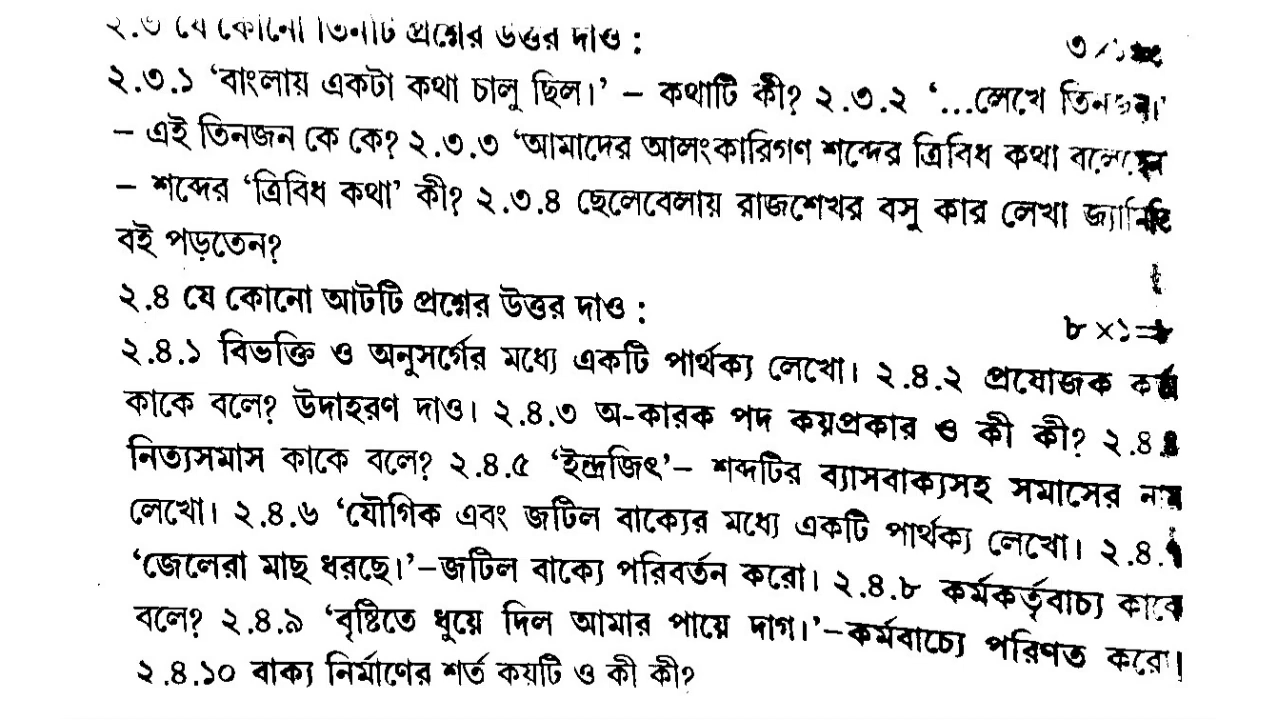 ২.৩ যে কোনো তিনটি প্রশ্নের উত্তর দাও :
২.৩.১ ‘বাংলায় একটা কথা চালু ছিল।’ – কথাটি কী? ২.৩.২ ‘...লেখে তিনজন।’
– এই তিনজন কে কে? ২.৩.৩ ‘আমাদের আলংকারিগণ শব্দের ত্রিবিধ কথা বলেছেন
– শব্দের ‘ত্রিবিধ কথা’ কী? ২.৩.৪ ছেলেবেলায় রাজশেখর বসু কার লেখা জ্যামিতি
বই পড়তেন?
২.৪ যে কোনো আটটি প্রশ্নের উত্তর দাও :
৮×১=৮
২.৪.১ বিভক্তি ও অনুসর্গের মধ্যে একটি পার্থক্য লেখো। ২.৪.২ প্রযোজক কর্তা
কাকে বলে? উদাহরণ দাও। ২.৪.৩ অ-কারক পদ কয়প্রকার ও কী কী? ২.৪.৪
নিত্যসমাস কাকে বলে? ২.৪.৫ ‘ইন্দ্রজিৎ’– শব্দটির ব্যাসবাক্যসহ সমাসের নাম
লেখো। ২.৪.৬ ‘যৌগিক এবং জটিল বাক্যের মধ্যে একটি পার্থক্য লেখো। ২.৪.৭
‘জেলেরা মাছ ধরছে।’–জটিল বাক্যে পরিবর্তন করো। ২.৪.৮ কর্মকর্তৃবাচ্য কাকে
বলে? ২.৪.৯ ‘বৃষ্টিতে ধুয়ে দিল আমার পায়ে দাগ।’–কর্মবাচ্যে পরিণত করো।
২.৪.১০ বাক্য নির্মাণের শর্ত কয়টি ও কী কী?